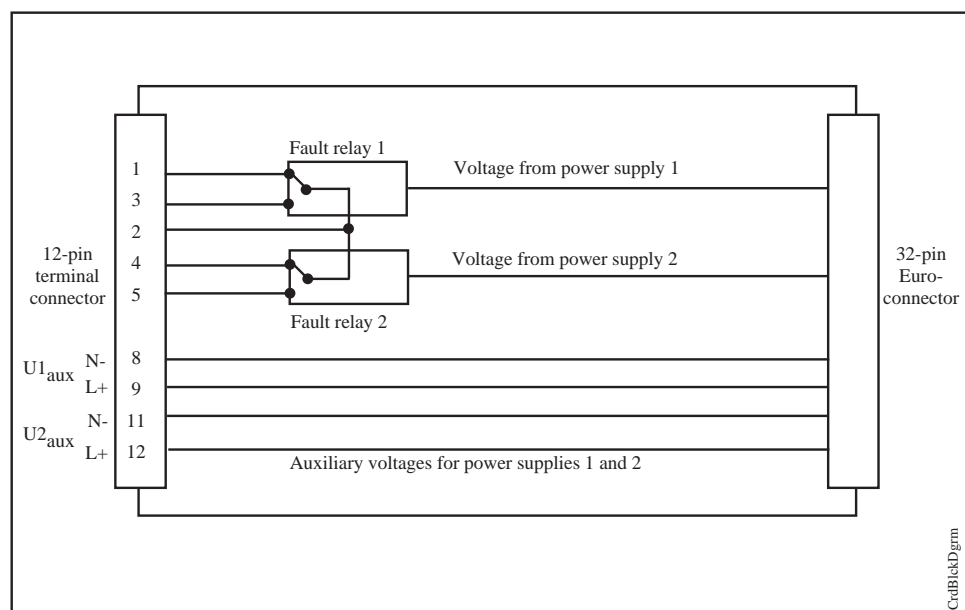 Fault relay 1
Voltage from power supply 1
1
3
2
12-pin
terminal
connector
4
5
Voltage from power supply 2
32-pin
Euro-
connector
Fault relay 2
U1aux
N- 8
L+ 9
U2aux
N- 11
L+ 12
Auxiliary voltages for power supplies 1 and 2
CrdBlckDgrm